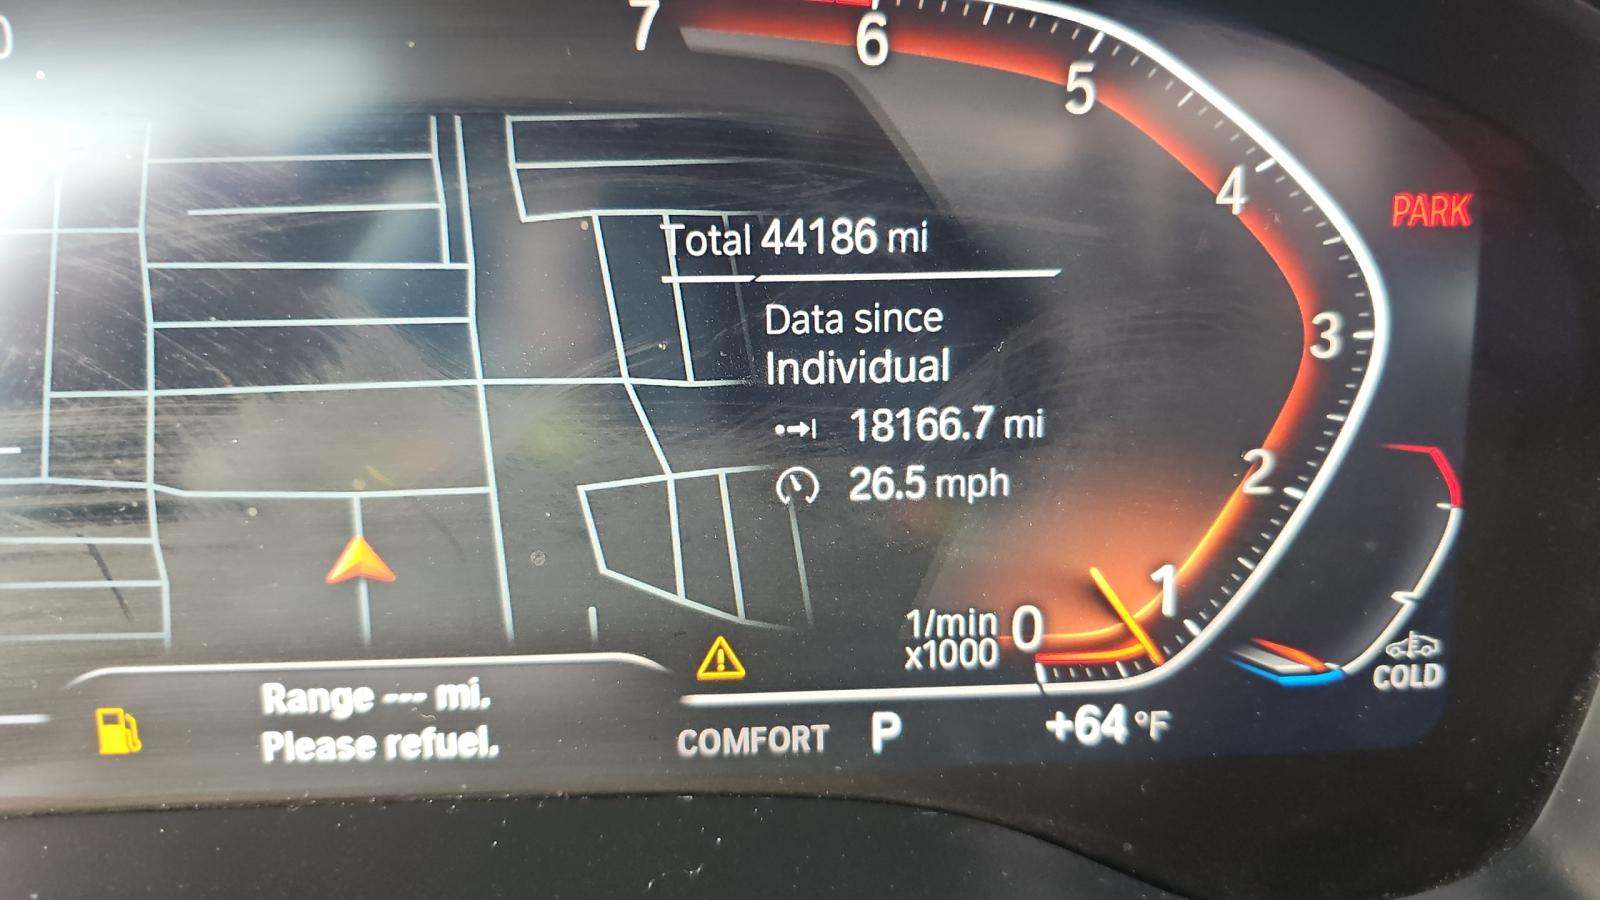 0
7
6
5
4
3
2
1
0
PARK
Total 44186 mi
Data since
Individual
18166.7 mi
26.5 mph
1/min
x1000
COLD
Range --- mi.
Please refuel.
COMFORT P +64 °F